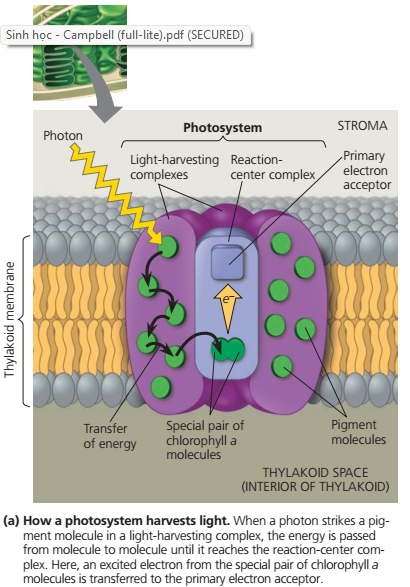 Sinh học - Campbell (full-lite).pdf (SECURED)
Photosystem
STROMA
Photon
Light-harvesting
complexes
Reaction-
center complex
Primary
electron
acceptor
Thylakoid membrane
e–
Transfer
of energy
Special pair of
chlorophyll a
molecules
Pigment
molecules
THYLAKOID SPACE
(INTERIOR OF THYLAKOID)
(a) How a photosystem harvests light. When a photon strikes a pig-
ment molecule in a light-harvesting complex, the energy is passed
from molecule to molecule until it reaches the reaction-center com-
plex. Here, an excited electron from the special pair of chlorophyll a
molecules is transferred to the primary electron acceptor.